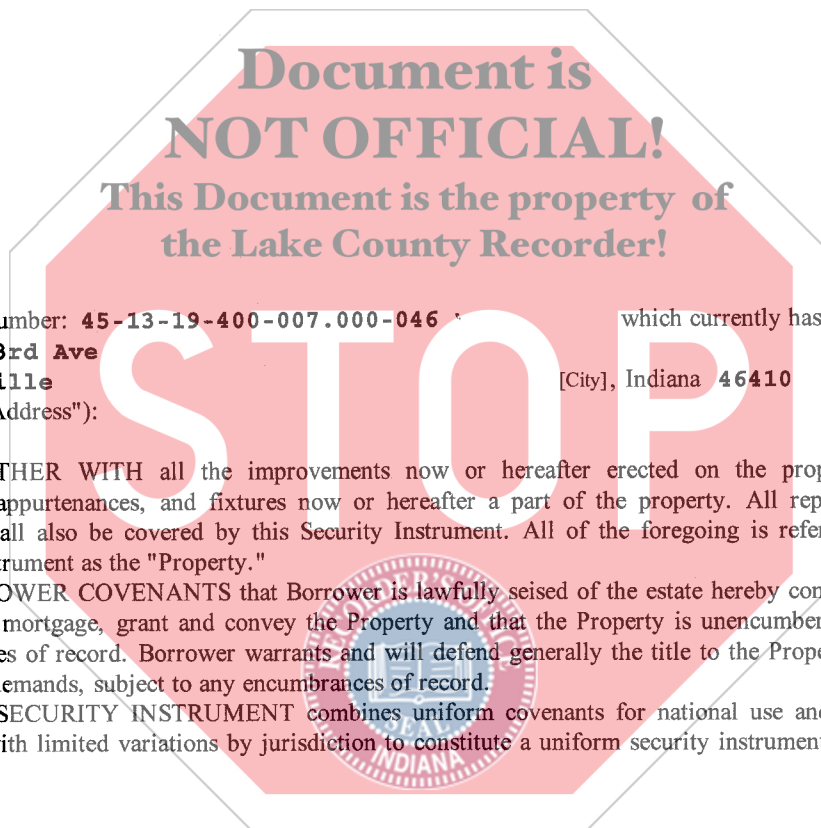 Document is
NOT OFFICIAL!
This Document is the property of
the Lake County Recorder!
umber: 45-13-19-400-007.000-046 which currently has
3rd Ave
ille [City], Indiana 46410
Address"):
STOP
THER WITH all the improvements now or hereafter erected on the prop
appurtenances, and fixtures now or hereafter a part of the property. All rep
all also be covered by this Security Instrument. All of the foregoing is refer
trument as the "Property."
OWER COVENANTS that Borrower is lawfully seised of the estate hereby con
mortgage, grant and convey the Property and that the Property is unencumber
es of record. Borrower warrants and will defend generally the title to the Prope
emands, subject to any encumbrances of record.
SECURITY INSTRUMENT combines uniform covenants for national use and
ith limited variations by jurisdiction to constitute a uniform security instrument
SEAL
INDIANA